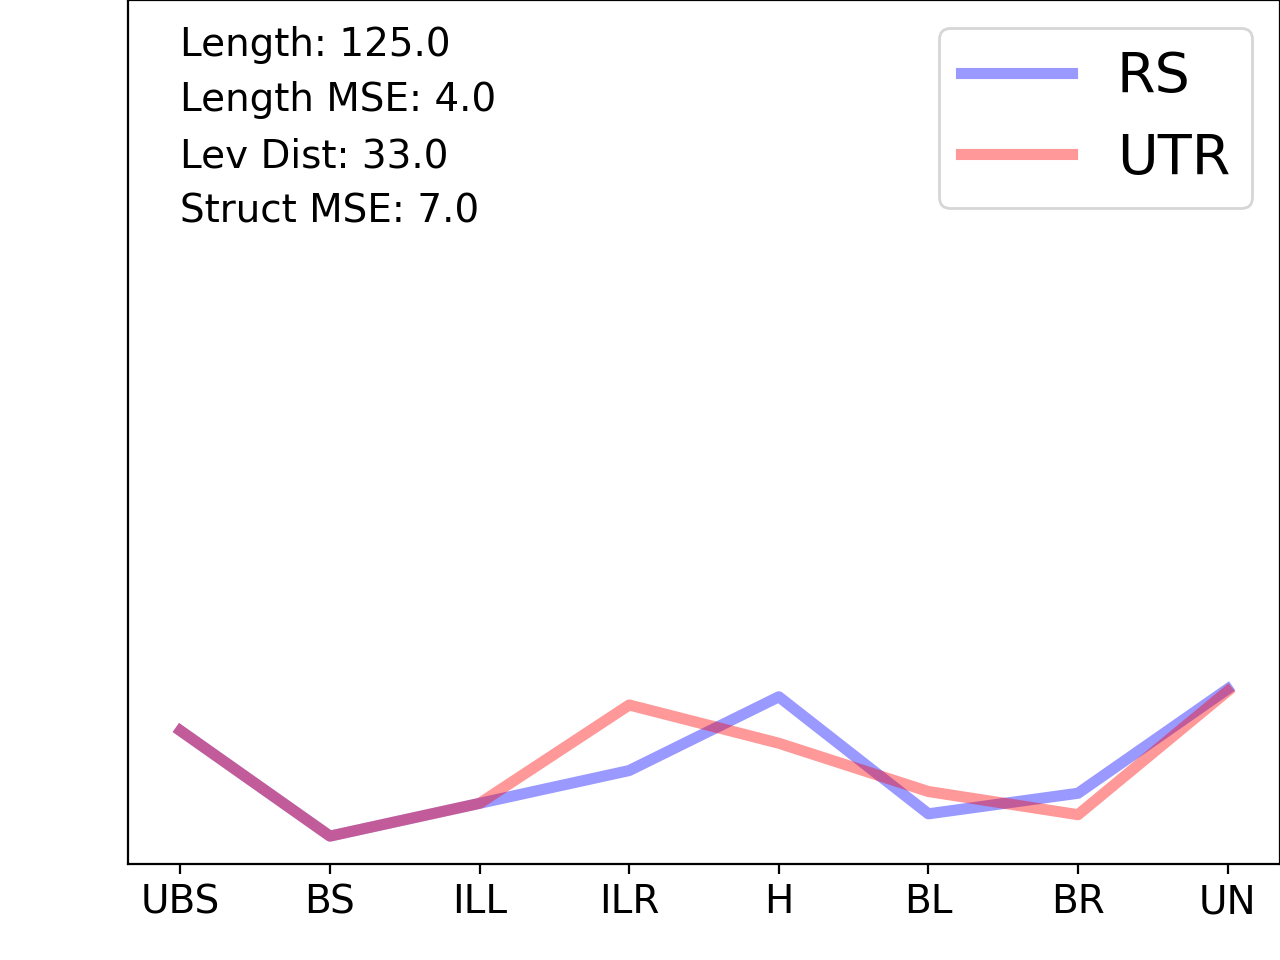 Length: 125.0
Length MSE: 4.0
Lev Dist: 33.0
Struct MSE: 7.0
RS
UTR
UBS BS ILL ILR H BL BR UN